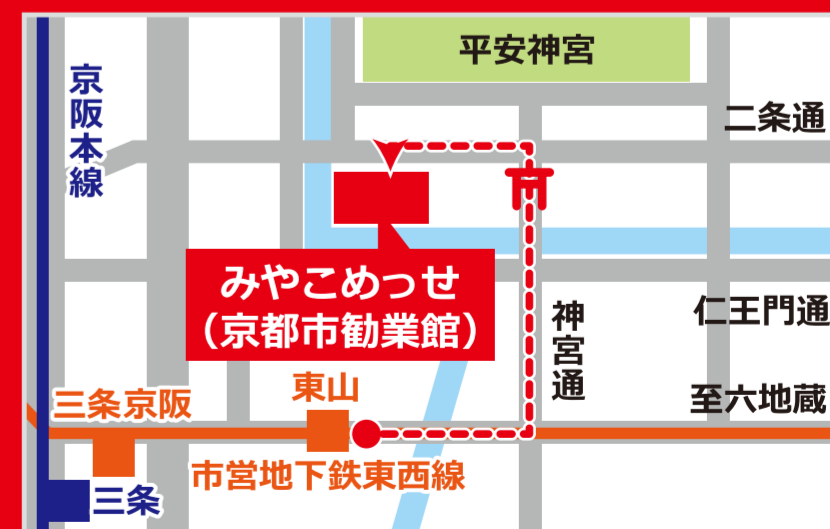 平安神宮
京阪本線
二条通
みやこめっせ
（京都市勧業館）
神宮通
仁王門通
東山
三条京阪
至六地蔵
市営地下鉄東西線
三条